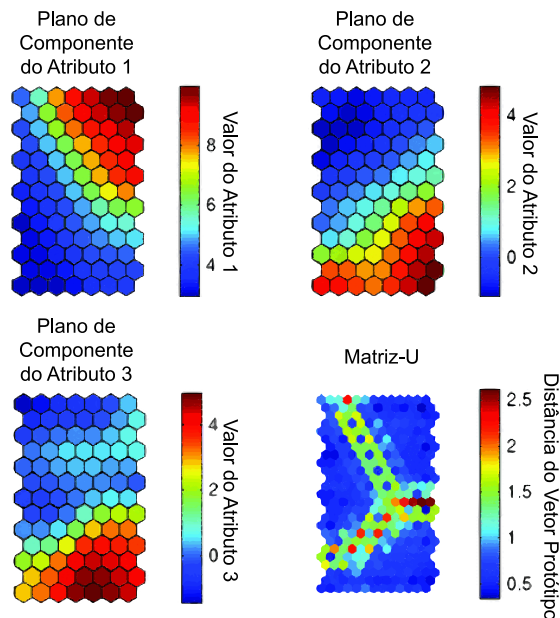 Plano de
Componente
do Atributo 1
8
6
4
Valor do Atributo 1
Plano de
Componente
do Atributo 2
4
2
0
Valor do Atributo 2
Plano de
Componente
do Atributo 3
4
2
0
Valor do Atributo 3
Matriz-U
2.5
2
1.5
1
0.5
Distância do Vetor Protótipo